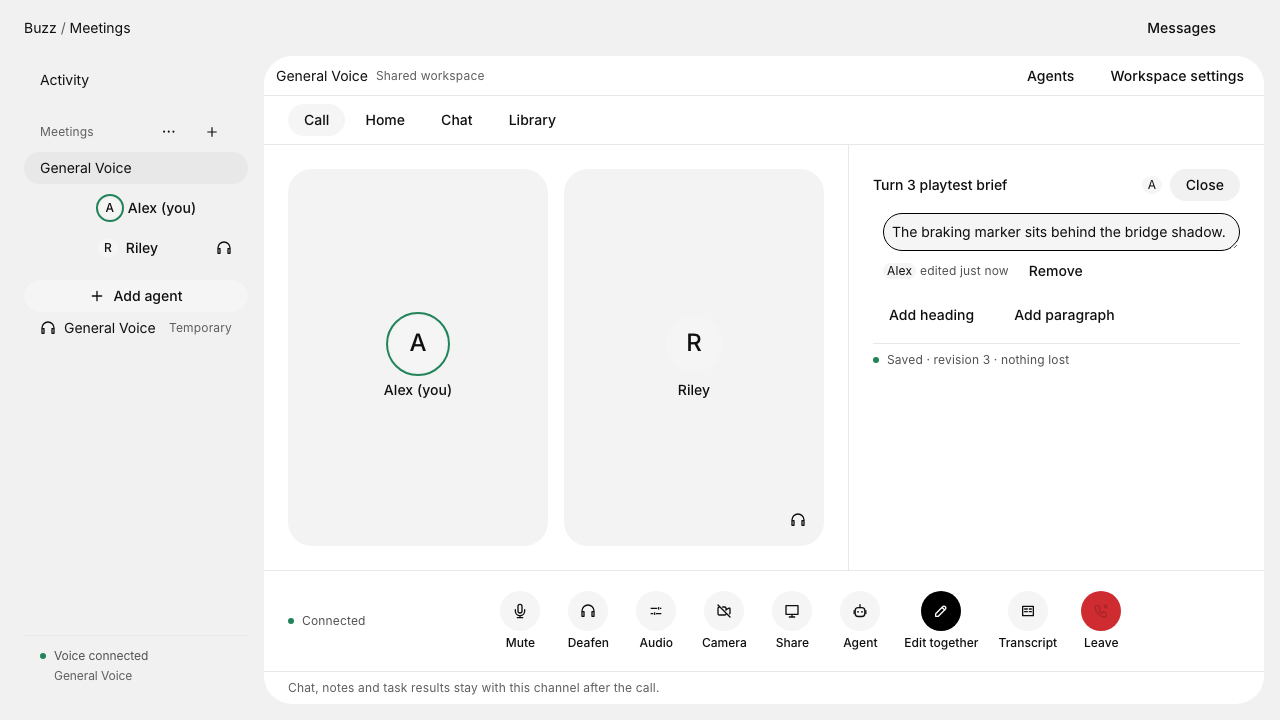 Buzz / Meetings
Messages
Activity
Meetings
General Voice
A Alex (you)
R Riley
Add agent
General Voice Temporary
Voice connected
General Voice
General Voice Shared workspace
Agents Workspace settings
Call Home Chat Library
A
Alex (you)
R
Riley
Turn 3 playtest brief A Close
The braking marker sits behind the bridge shadow.
Alex edited just now Remove
Add heading Add paragraph
Saved · revision 3 · nothing lost
Connected
Mute Deafen Audio Camera Share Agent Edit together Transcript Leave
Chat, notes and task results stay with this channel after the call.